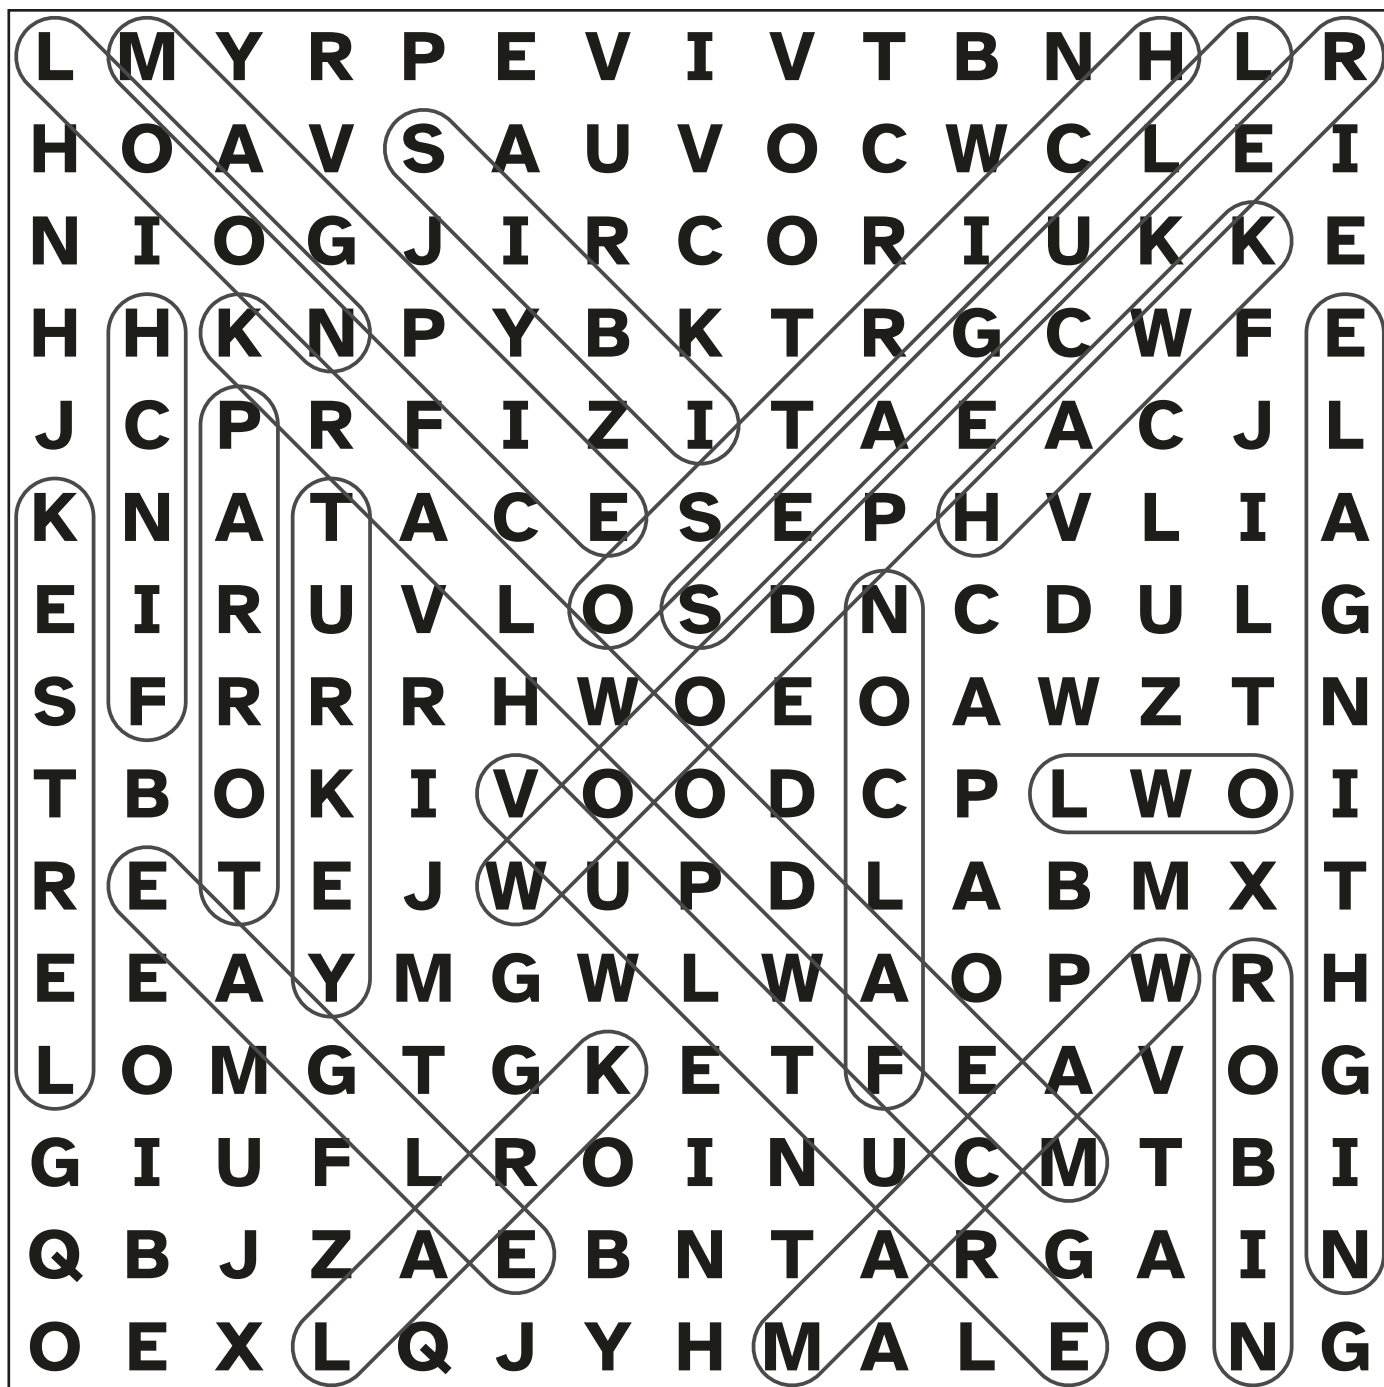 L M Y R P E V I V T B N H L R
H O A V S A U V O C W C L E I
N I O G J I R C O R I U K K E
H H K N P Y B K T R G C W F E
J C P R F I Z I T A E A C J L
K N A T A C E S E P H V L I A
E I R U V L O S D N C D U L G
S F R R R H W O E O A W Z T N
T B O K I V O O D C P L W O I
R E T E J W U P D L A B M X T
E E A Y M G W L W A O P W R H
L O M G T G K E T F E A V O G
G I U F L R O I N U C M T B I
Q B J Z A E B N T A R G A I N
O E X L Q J Y H M A L E O N G